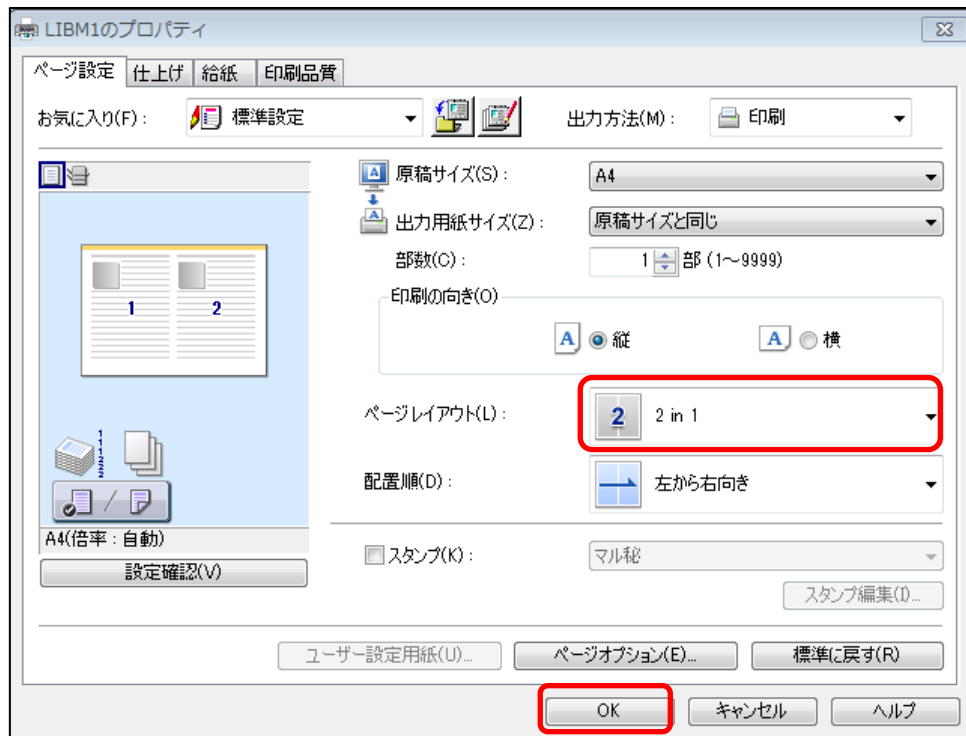 LIBM1のプロパティ
ページ設定 仕上げ 給紙 印刷品質
お気に入り(F): 標準設定 出力方法(M): 印刷
原稿サイズ(S): A4
出力用紙サイズ(Z): 原稿サイズと同じ
部数(C): 1 部 (1～9999)
印刷の向き(O)
A 縦 A 横
1 2
ページレイアウト(L): 2 2 in 1
配置順(D): 左から右向き
A4(倍率:自動)
設定確認(V)
スタンプ(K): マル秘
スタンプ編集(I)...
ユーザー設定用紙(U)... ページオプション(E)... 標準に戻す(R)
OK キャンセル ヘルプ